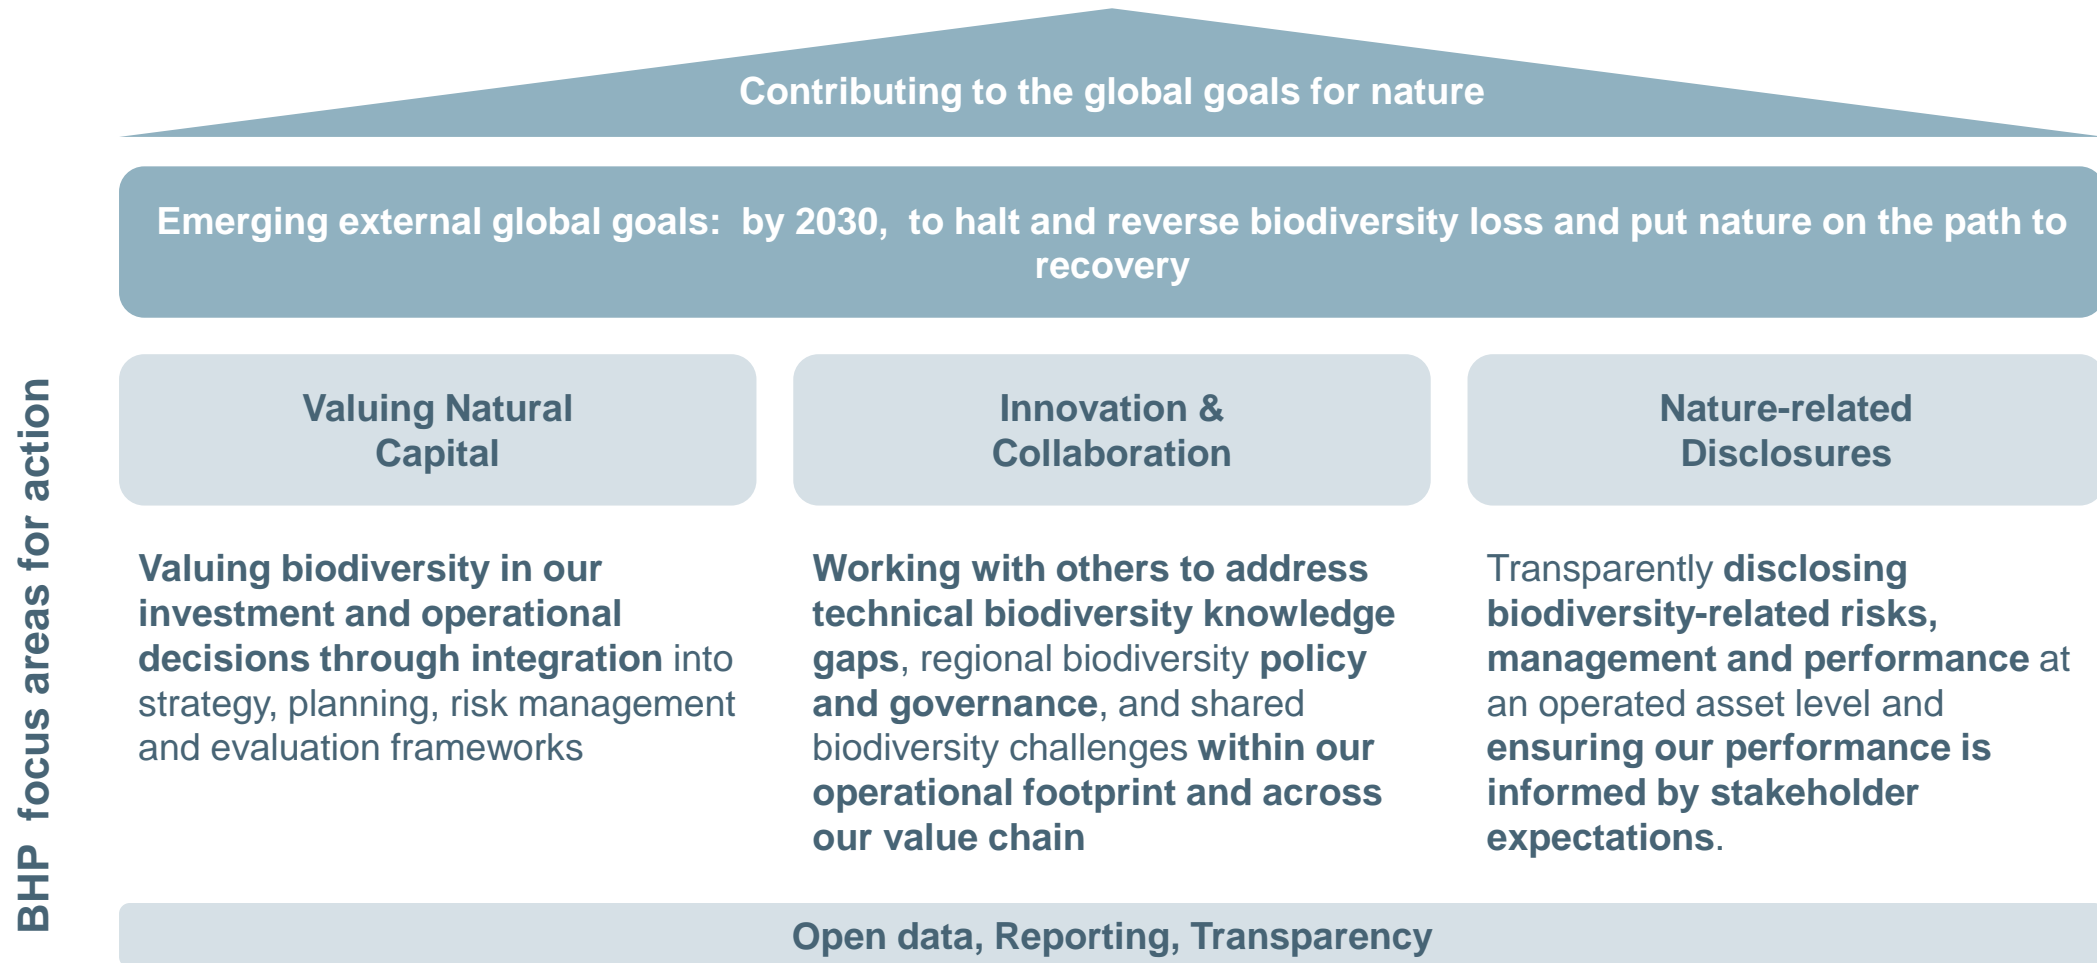 Contributing to the global goals for nature
Emerging external global goals:  by 2030,  to halt and reverse biodiversity loss and put nature on the path to
recovery
BHP  focus areas for action
Valuing Natural
Capital
Valuing biodiversity in our
investment and operational
decisions through integration into
strategy, planning, risk management
and evaluation frameworks
Innovation &
Collaboration
Working with others to address
technical biodiversity knowledge
gaps, regional biodiversity policy
and governance, and shared
biodiversity challenges within our
operational footprint and across
our value chain
Nature-related
Disclosures
Transparently disclosing
biodiversity-related risks,
management and performance at
an operated asset level and
ensuring our performance is
informed by stakeholder
expectations.
Open data, Reporting, Transparency